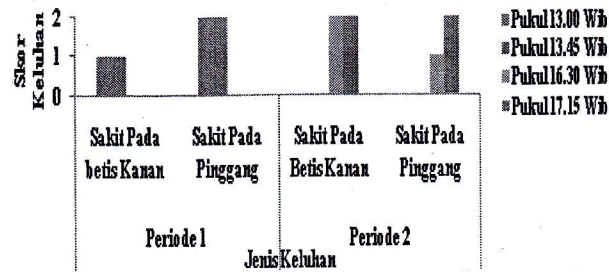 Skor
Keluhan
2
1
0
Sakit Pada
betis Kanan
Sakit Pada
Pinggang
Sakit Pada
Betis Kanan
Sakit Pada
Pinggang
Periode 1
Periode 2
Jenis Keluhan
Pukul 13.00 Wib
Pukul 13.45 Wib
Pukul 16.30 Wib
Pukul 17.15 Wib